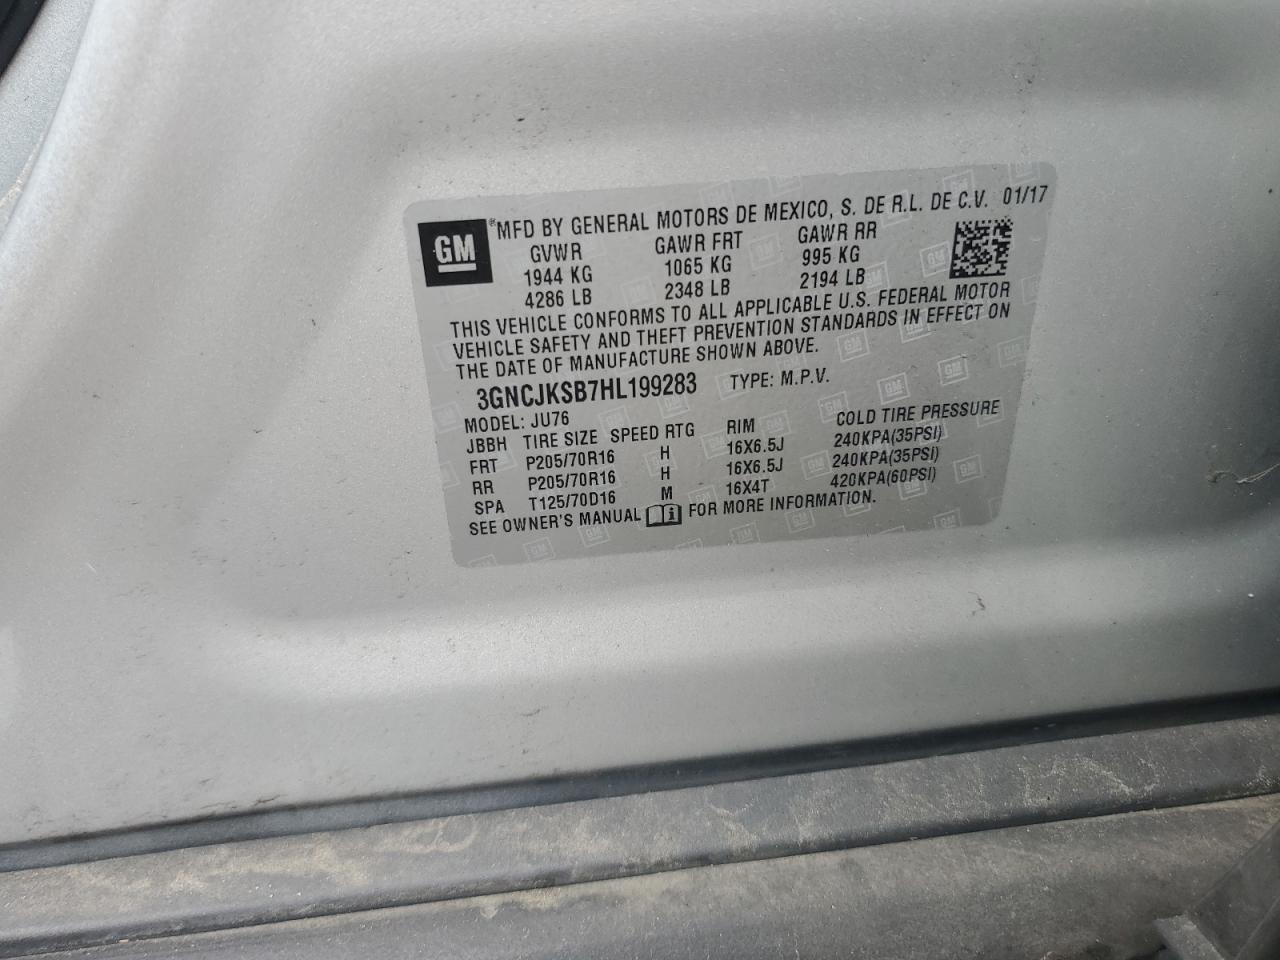 GM
®MFD BY GENERAL MOTORS DE MEXICO, S. DE R.L. DE C.V. 01/17
GVWR GAWR FRT GAWR RR
1944 KG 1065 KG 995 KG
4286 LB 2348 LB 2194 LB
THIS VEHICLE CONFORMS TO ALL APPLICABLE U.S. FEDERAL MOTOR
VEHICLE SAFETY AND THEFT PREVENTION STANDARDS IN EFFECT ON
THE DATE OF MANUFACTURE SHOWN ABOVE.
3GNCJKSB7HL199283 TYPE: M.P.V.
MODEL: JU76
JBBH TIRE SIZE SPEED RTG RIM COLD TIRE PRESSURE
FRT P205/70R16 H 16X6.5J 240KPA(35PSI)
RR P205/70R16 H 16X6.5J 240KPA(35PSI)
SPA T125/70D16 M 16X4T 420KPA(60PSI)
SEE OWNER'S MANUAL FOR MORE INFORMATION.